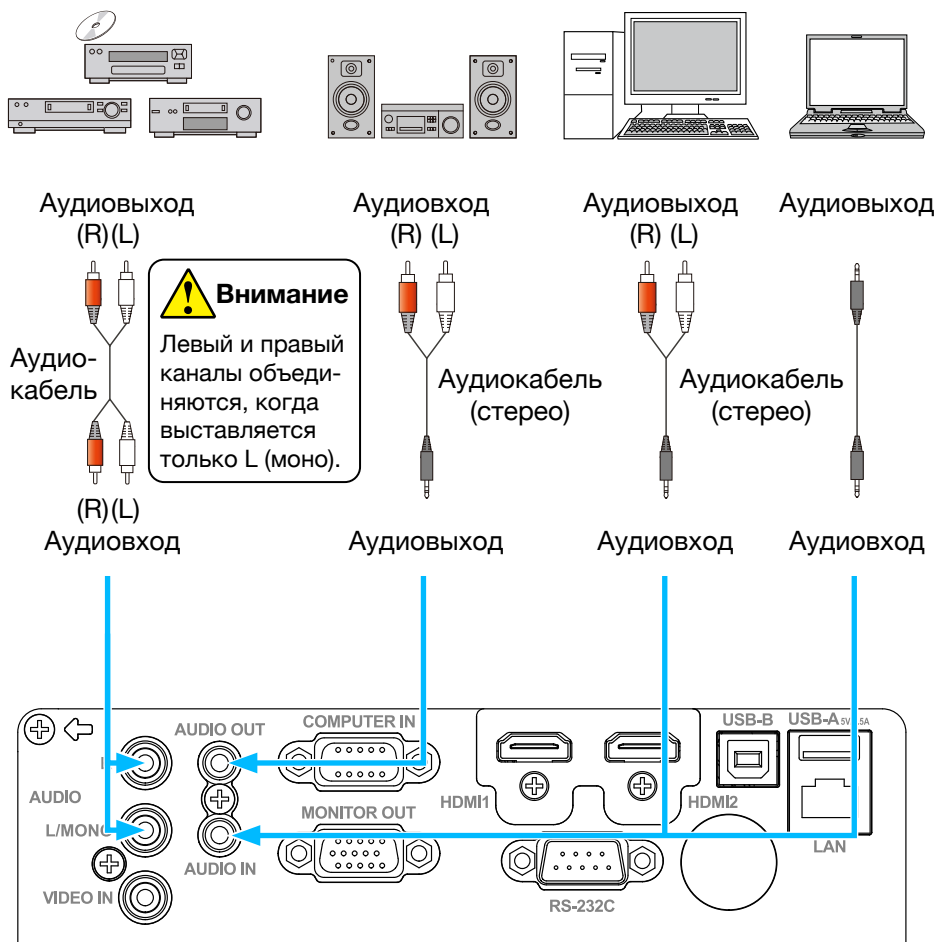 Аудиовыход
(R)(L)
Аудиовход
(R) (L)
Аудиовыход
(R) (L)
Аудиовыход
Аудио-
кабель
Внимание
Левый и правый
каналы объеди-
няются, когда
выставляется
только L (моно).
Аудиокабель
(стерео)
Аудиокабель
(стерео)
(R)(L)
Аудиовход
Аудиовыход
Аудиовход
Аудиовход
AUDIO OUT
COMPUTER IN
USB-B
USB-A
AUDIO
HDMI1
HDMI2
L/MONO
MONITOR OUT
LAN
AUDIO IN
VIDEO IN
RS-232C